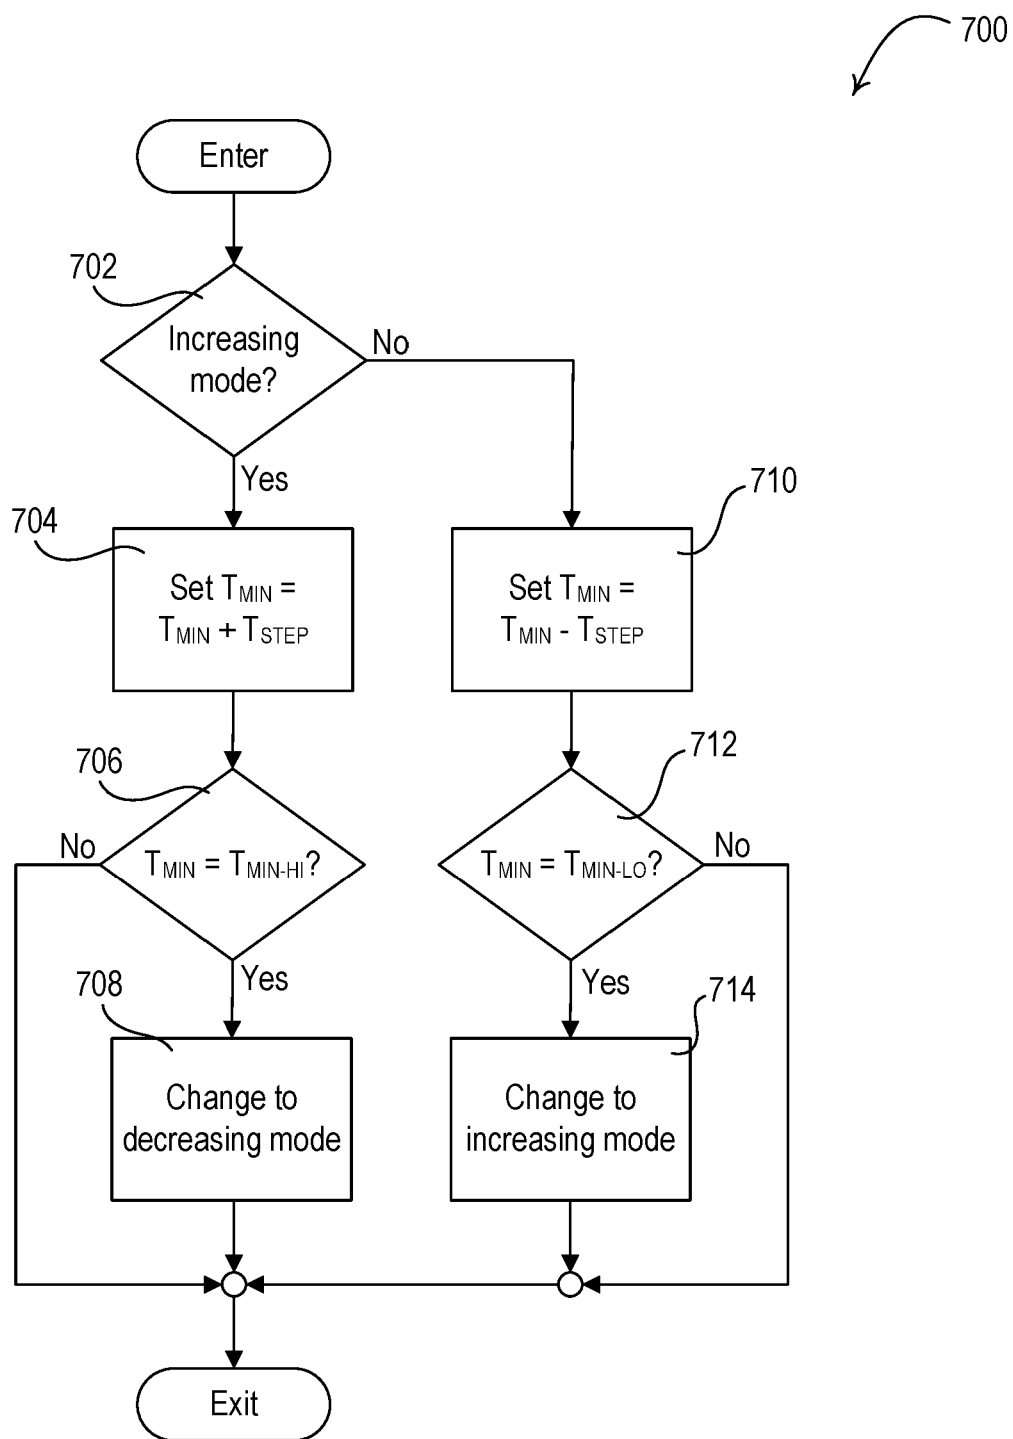 700
Enter
702
Increasing
mode?
No
Yes
704
Set TMIN =
TMIN + TSTEP
710
Set TMIN =
TMIN - TSTEP
706
TMIN = TMIN-HI?
No
Yes
712
TMIN = TMIN-LO?
No
Yes
708
Change to
decreasing mode
714
Change to
increasing mode
Exit